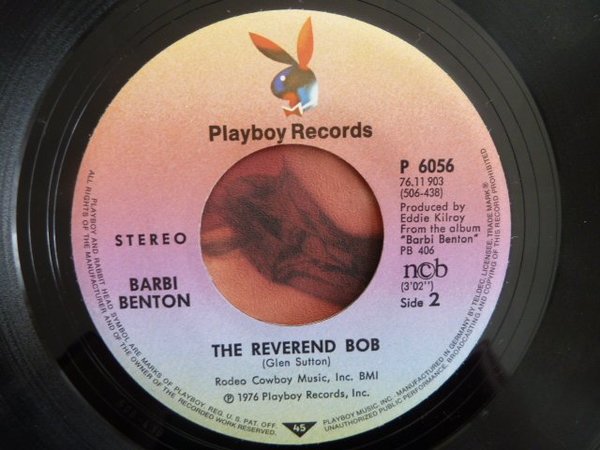 Playboy Records
P 6056
76.11 903
(506-438)
Produced by
Eddie Kilroy
From the album
"Barbi Benton"
PB 406
ncb
(3'02'')
Side 2
STEREO
BARBI
BENTON
THE REVEREND BOB
(Glen Sutton)
Rodeo Cowboy Music, Inc. BMI
℗ 1976 Playboy Records, Inc.
45
ALL RIGHTS OF THE MANUFACTURER AND OF THE OWNER OF THE RECORDED WORK RESERVED.
PLAYBOY AND RABBIT HEAD SYMBOL ARE MARKS OF PLAYBOY, REG. U.S. PAT. OFF.
PLAYBOY MUSIC, INC. - MANUFACTURED IN GERMANY BY TELDEC, LICENSEE, TRADE MARK®
UNAUTHORIZED PUBLIC PERFORMANCE, BROADCASTING AND COPYING OF THIS RECORD PROHIBITED